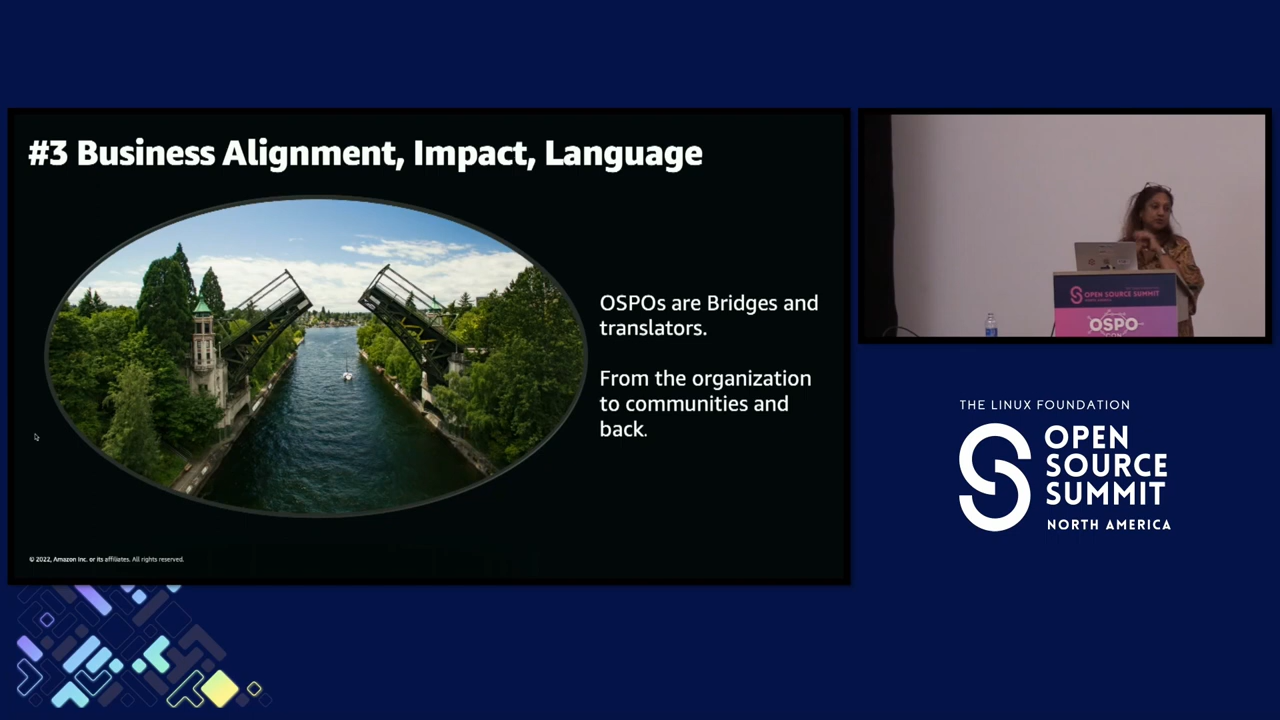 #3 Business Alignment, Impact, Language
OSPOs are Bridges and
translators.
From the organization
to communities and
back.
© 2022, Amazon Inc. or its affiliates. All rights reserved.
OPEN SOURCE SUMMIT
OSPO
CON
THE LINUX FOUNDATION
OPEN
SOURCE
SUMMIT
NORTH AMERICA